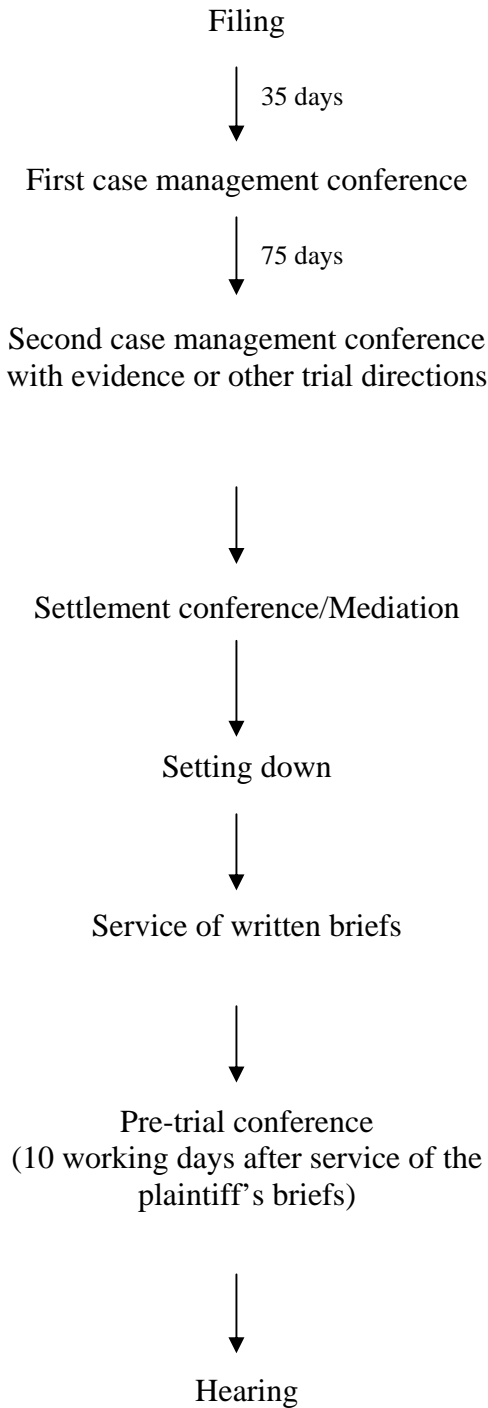 Filing
35 days
First case management conference
75 days
Second case management conference
with evidence or other trial directions
Settlement conference/Mediation
Setting down
Service of written briefs
Pre-trial conference
(10 working days after service of the
plaintiff’s briefs)
Hearing